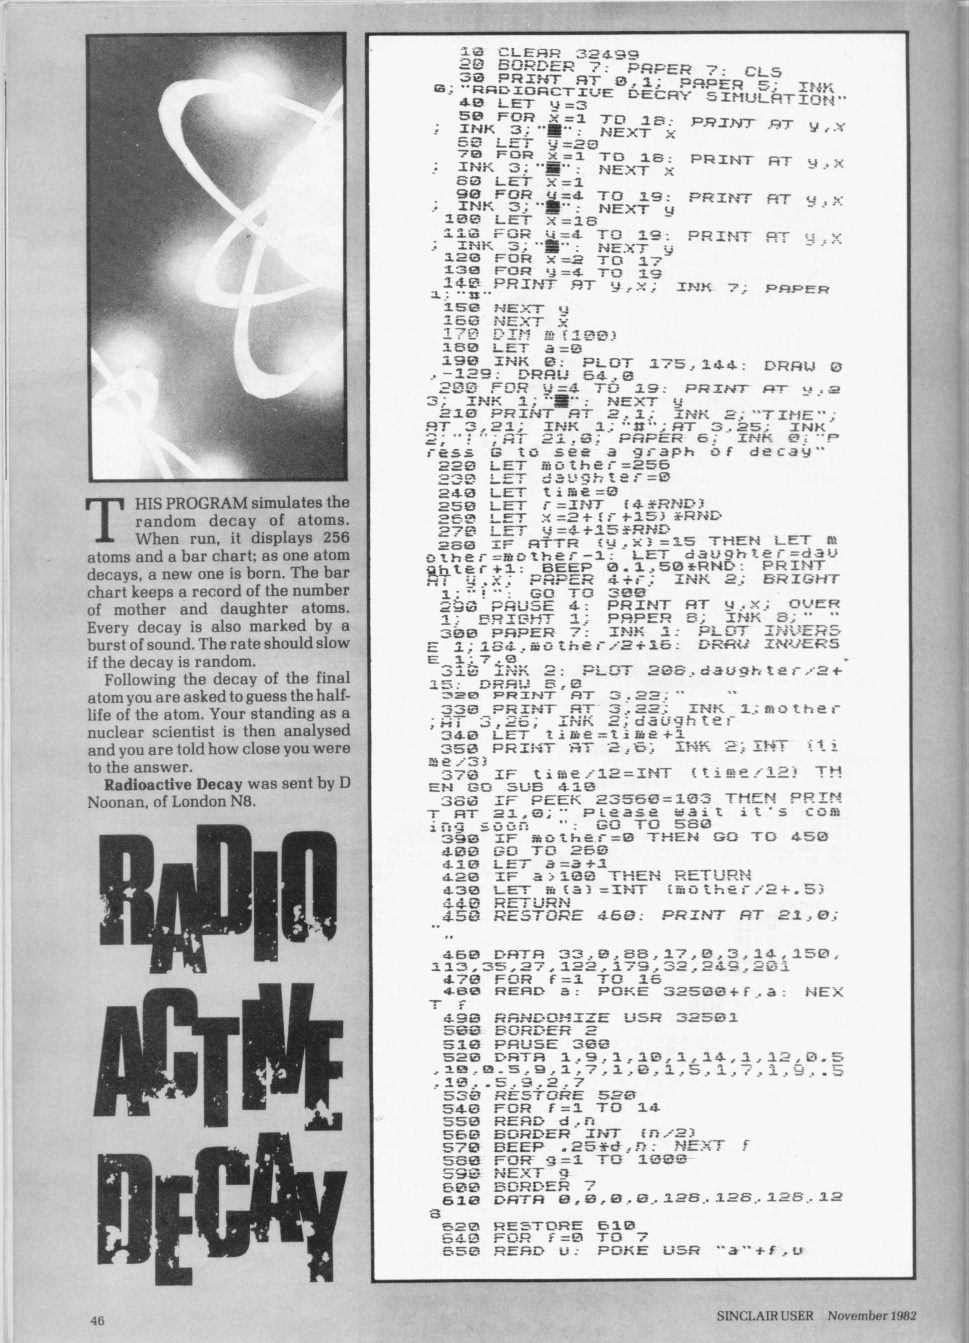 THIS PROGRAM simulates the
random decay of atoms.
When run, it displays 256
atoms and a bar chart; as one atom
decays, a new one is born. The bar
chart keeps a record of the number
of mother and daughter atoms.
Every decay is also marked by a
burst of sound. The rate should slow
if the decay is random.
Following the decay of the final
atom you are asked to guess the half-
life of the atom. Your standing as a
nuclear scientist is then analysed
and you are told how close you were
to the answer.
Radioactive Decay was sent by D
Noonan, of London N8.
RADIO
ACTIVE
DECAY
10 CLEAR 32499
20 BORDER 7: PAPER 7: CLS
30 PRINT AT 0,1; PAPER 5; INK
0;"RADIOACTIVE DECAY SIMULATION"
40 LET y=3
50 FOR x=1 TO 18: PRINT AT y,x
; INK 3;"▩": NEXT x
60 LET y=20
70 FOR x=1 TO 18: PRINT AT y,x
; INK 3;"▩": NEXT x
80 LET x=1
90 FOR y=4 TO 19: PRINT AT y,x
; INK 3;"▩": NEXT y
100 LET x=18
110 FOR y=4 TO 19: PRINT AT y,x
; INK 3;"▩": NEXT y
120 FOR x=2 TO 17
130 FOR y=4 TO 19
140 PRINT AT y,x; INK 7; PAPER
1;"#"
150 NEXT y
160 NEXT x
170 DIM m(100)
180 LET a=0
190 INK 0: PLOT 175,144: DRAW 0
,-129: DRAW 64,0
200 FOR y=4 TO 19: PRINT AT y,2
3; INK 1;"▩": NEXT y
210 PRINT AT 2,1; INK 2;"TIME";
AT 3,21; INK 1;"#";AT 3,25; INK
2;"!";AT 21,0; PAPER 6; INK 0;"P
ress G to see a graph of decay"
220 LET mother=256
230 LET daughter=0
240 LET time=0
250 LET r=INT (4*RND)
260 LET x=2+(r+15)*RND
270 LET y=4+15*RND
280 IF ATTR (y,x)=15 THEN LET m
other=mother-1: LET daughter=dau
ghter+1: BEEP 0.1,50*RND: PRINT
AT y,x; PAPER 4+r; INK 2; BRIGHT
1;"!": GO TO 300
290 PAUSE 4: PRINT AT y,x; OVER
1; BRIGHT 1; PAPER 8; INK 8;" "
300 PAPER 7: INK 1: PLOT INVERS
E 1;184,mother/2+16: DRAW INVERS
E 1;7,0
310 INK 2: PLOT 208,daughter/2+
15: DRAW 8,0
320 PRINT AT 3,22;"   "
330 PRINT AT 3,22; INK 1;mother
;AT 3,26; INK 2;daughter
340 LET time=time+1
350 PRINT AT 2,6; INK 2;INT (ti
me/3)
370 IF time/12=INT (time/12) TH
EN GO SUB 410
380 IF PEEK 23560=103 THEN PRIN
T AT 21,0;" Please wait it's com
ing soon   ": GO TO 580
390 IF mother=0 THEN GO TO 450
400 GO TO 260
410 LET a=a+1
420 IF a>100 THEN RETURN
430 LET m(a)=INT (mother/2+.5)
440 RETURN
450 RESTORE 460: PRINT AT 21,0;
"
"
460 DATA 33,0,88,17,0,3,14,150,
113,35,27,122,179,32,249,201
470 FOR f=1 TO 16
480 READ a: POKE 32500+f,a: NEX
T f
490 RANDOMIZE USR 32501
500 BORDER 2
510 PAUSE 300
520 DATA 1,9,1,10,1,14,1,12,0.5
,10,0.5,9,1,7,1,0,1,5,1,7,1,9,.5
,10,.5,9,2,7
530 RESTORE 520
540 FOR f=1 TO 14
550 READ d,n
560 BORDER INT (n/2)
570 BEEP .25*d,n: NEXT f
580 FOR g=1 TO 1000
590 NEXT g
600 BORDER 7
610 DATA 0,0,0,0,128,128,128,12
8
620 RESTORE 610
640 FOR f=0 TO 7
650 READ u: POKE USR "a"+f,u
46
SINCLAIR USER November 1982